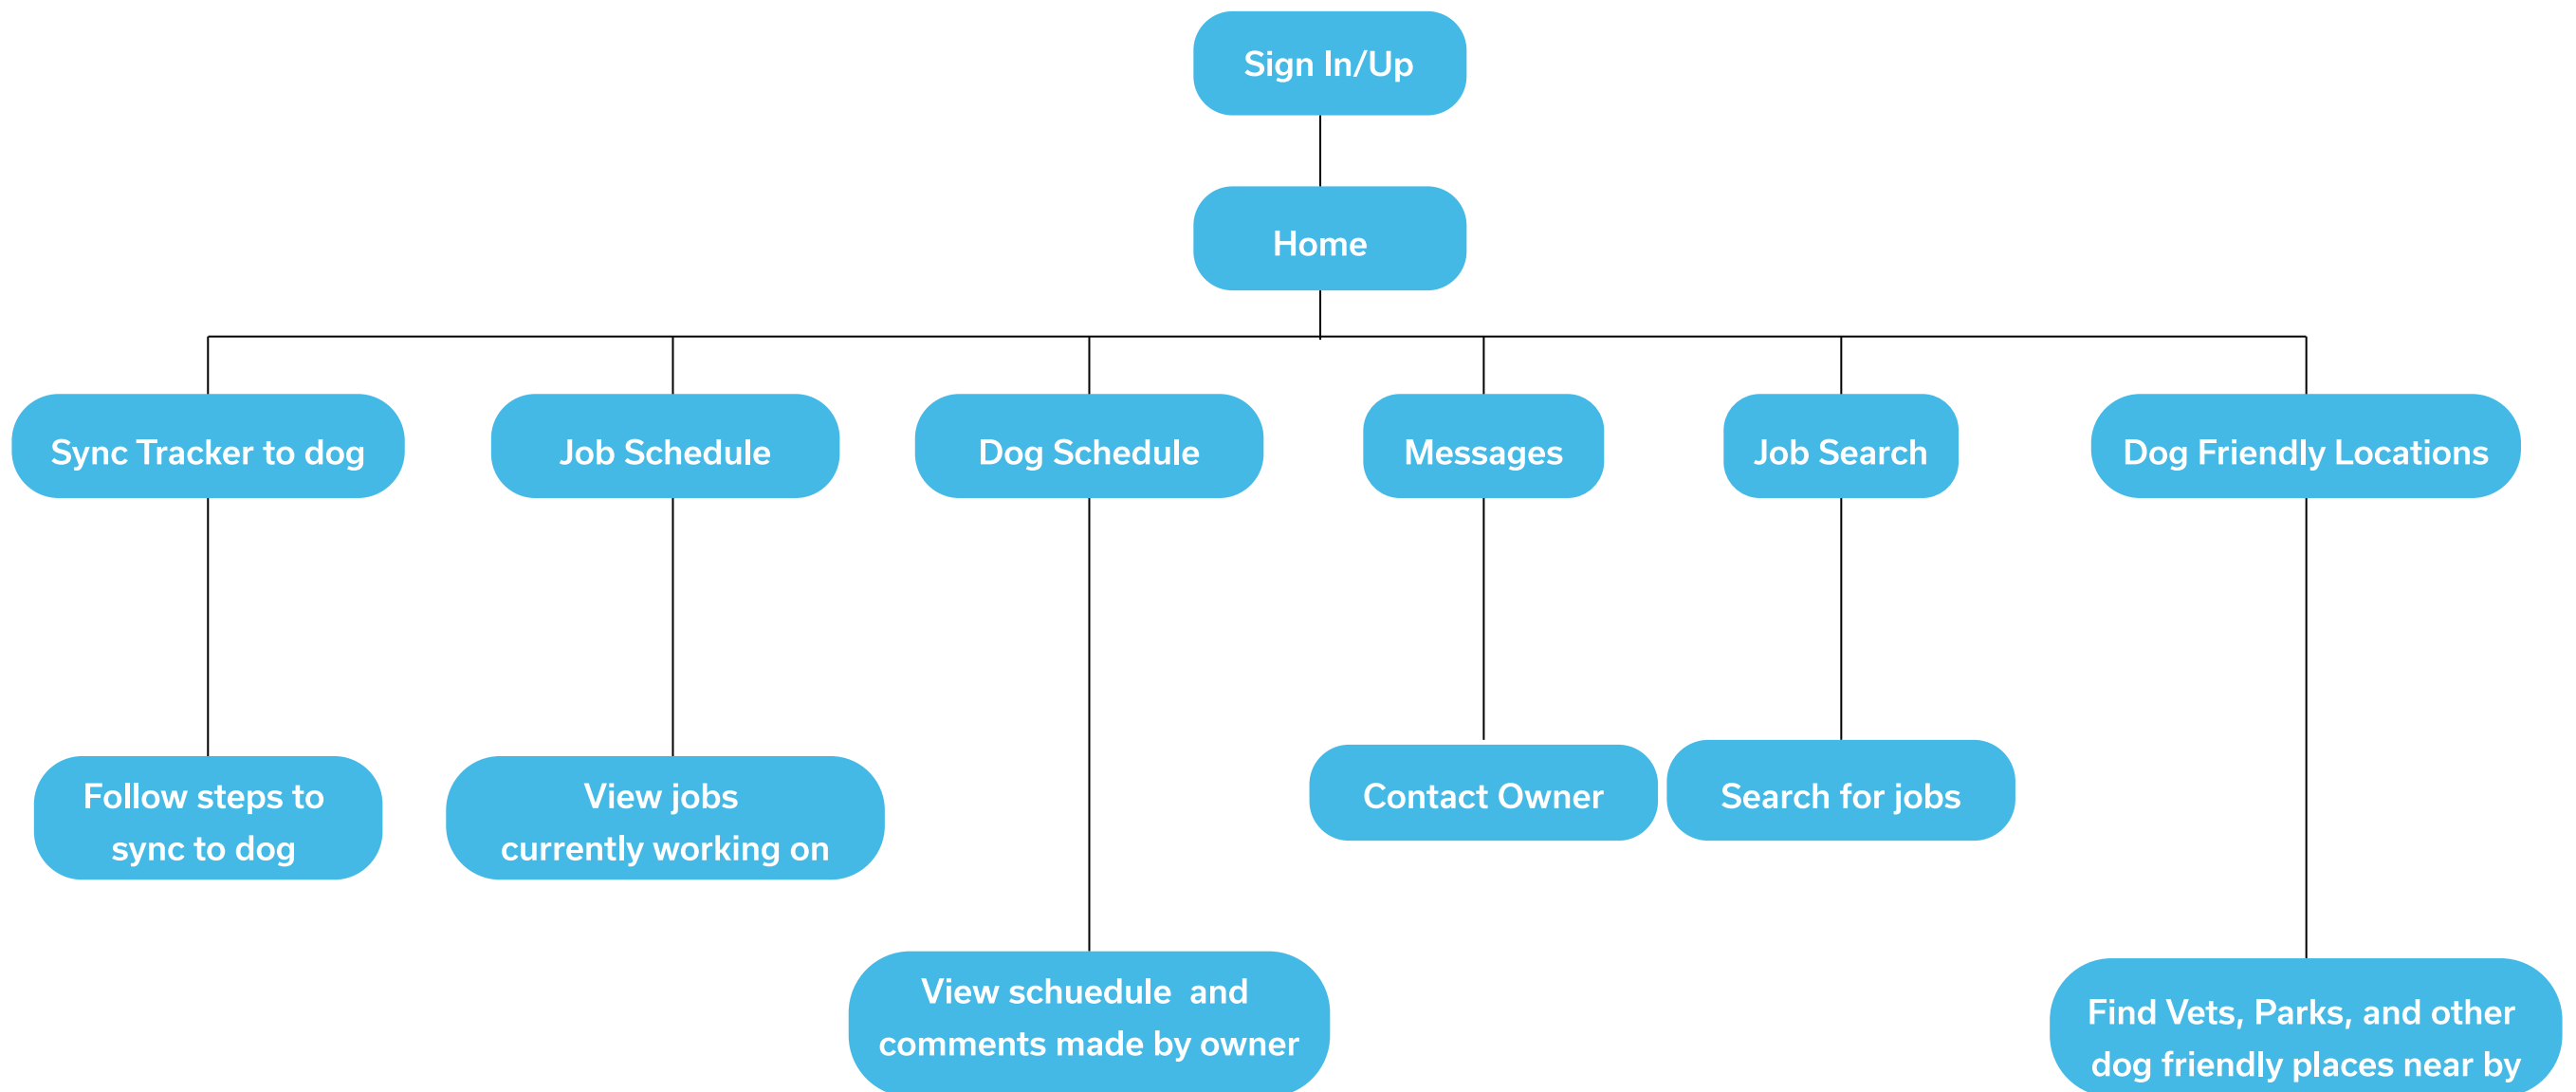 Sign In/Up
Home
Sync Tracker to dog
Job Schedule
Dog Schedule
Messages
Job Search
Dog Friendly Locations
Follow steps to
sync to dog
View jobs
currently working on
Contact Owner
Search for jobs
View schuedule  and
comments made by owner
Find Vets, Parks, and other
dog friendly places near by